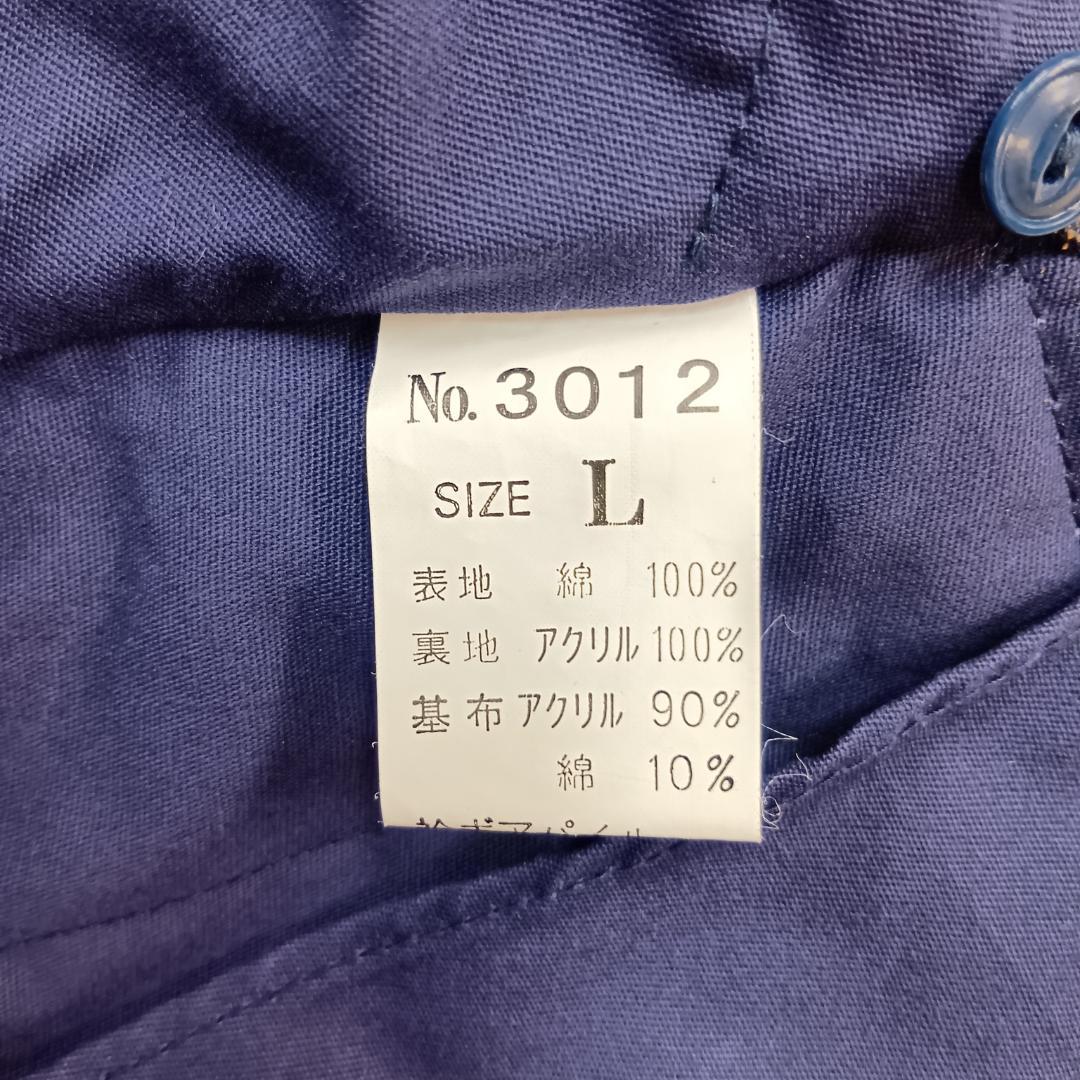 No. 3012
SIZE L
表地 綿 100%
裏地 アクリル 100%
基布 アクリル 90%
綿 10%